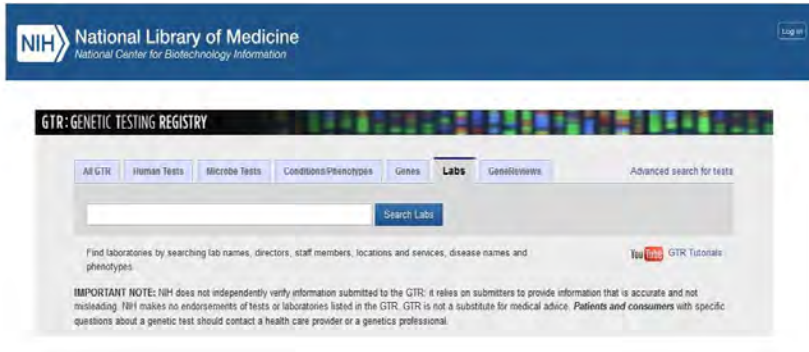 NIH National Library of Medicine
National Center for Biotechnology Information
Log in
GTR: GENETIC TESTING REGISTRY
All GTR Human Tests Microbe Tests Conditions/Phenotypes Genes Labs GeneReviews Advanced search for tests
Search Labs
Find laboratories by searching lab names, directors, staff members, locations and services, disease names and
phenotypes
YouTube GTR Tutorials
IMPORTANT NOTE: NIH does not independently verify information submitted to the GTR; it relies on submitters to provide information that is accurate and not
misleading. NIH makes no endorsements of tests or laboratories listed in the GTR. GTR is not a substitute for medical advice. Patients and consumers with specific
questions about a genetic test should contact a health care provider or a genetics professional.